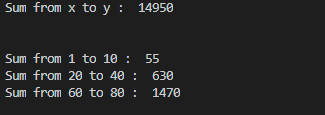 Sum from x to y :  14950
Sum from 1 to 10 :  55
Sum from 20 to 40 :  630
Sum from 60 to 80 :  1470